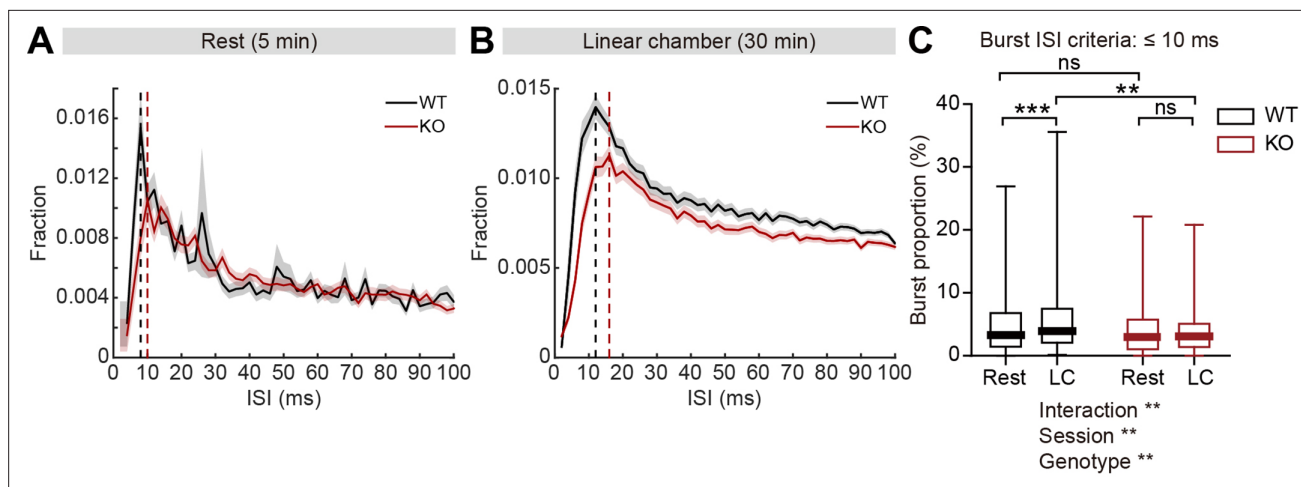 A
Rest (5 min)
0.016
0.012
0.008
0.004
0
Fraction
WT
KO
0 10 20 30 40 50 60 70 80 90 100
ISI (ms)
B
Linear chamber (30 min)
0.015
0.010
0.005
0
Fraction
WT
KO
0 10 20 30 40 50 60 70 80 90 100
ISI (ms)
C
Burst ISI criteria: ≤ 10 ms
ns
**
***
ns
WT
KO
40
30
20
10
0
Burst proportion (%)
Rest LC Rest LC
Interaction **
Session **
Genotype **